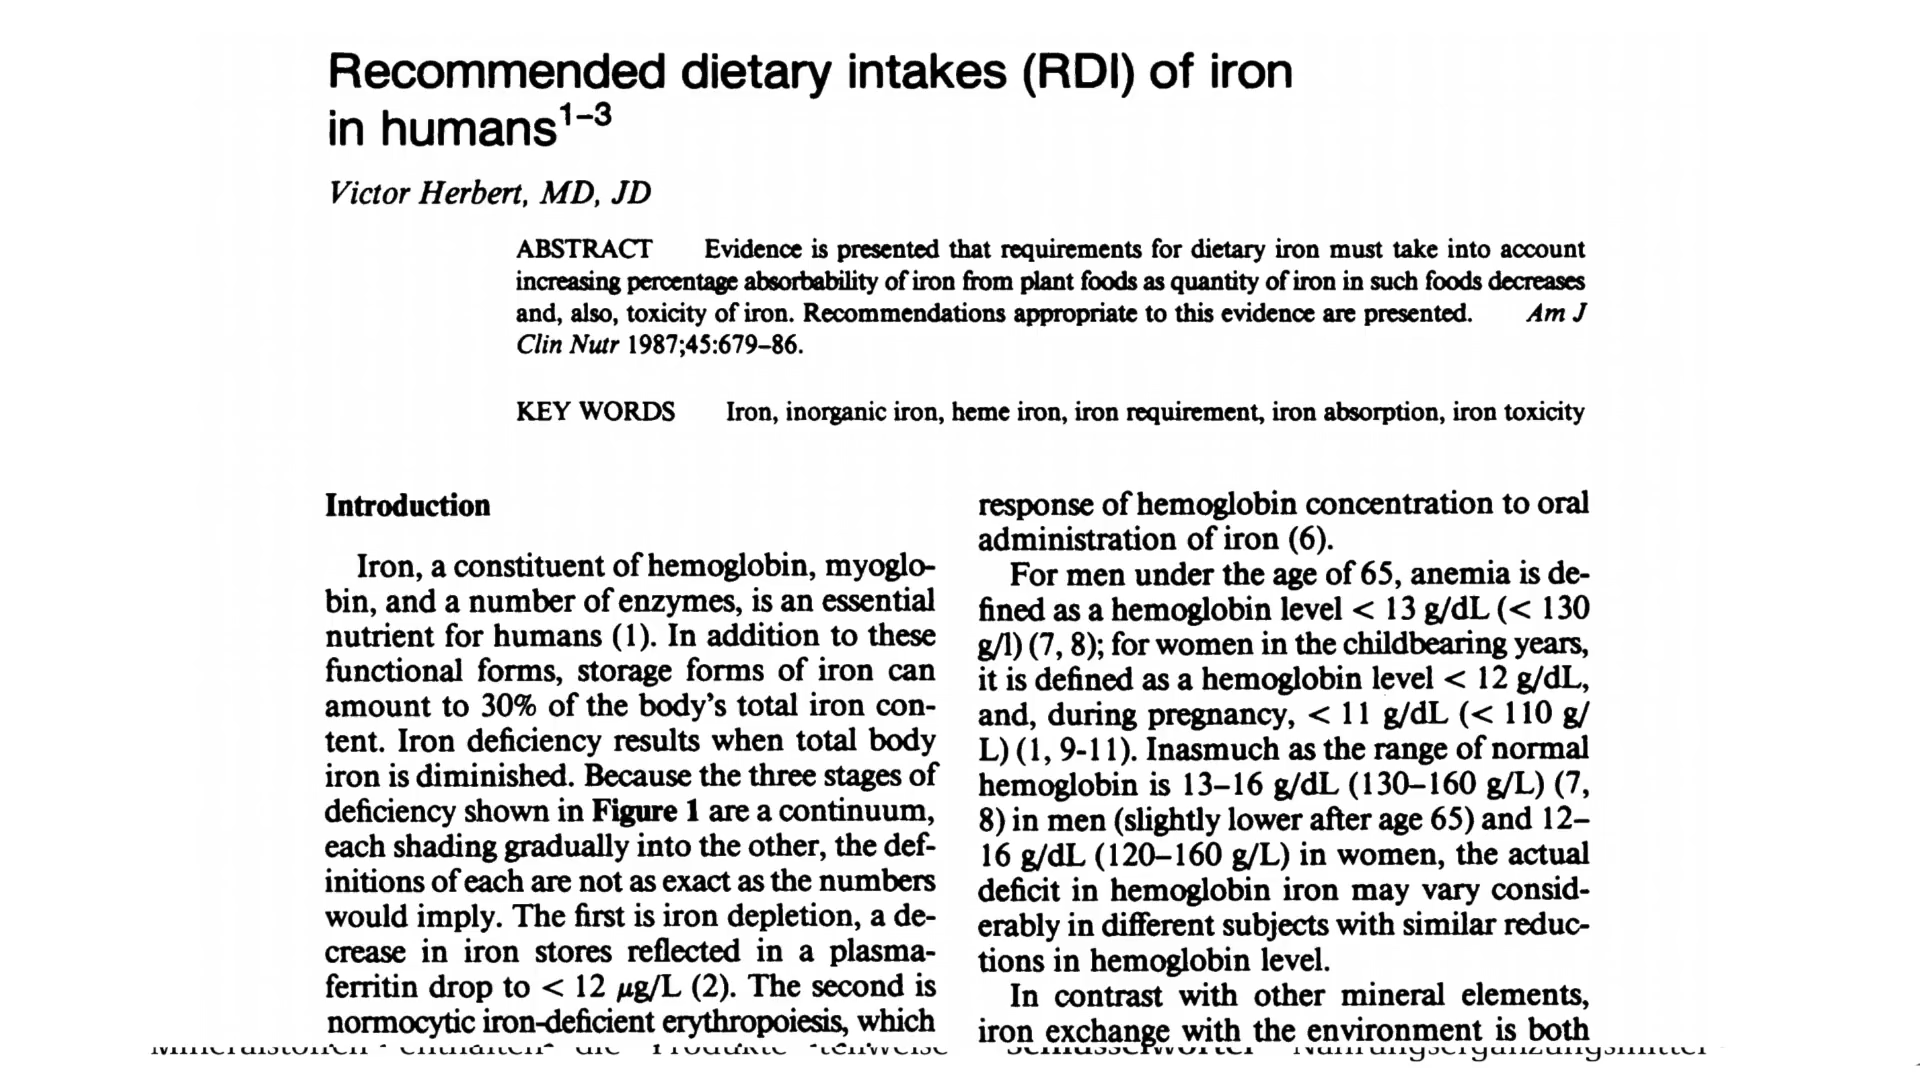 Recommended dietary intakes (RDI) of iron
in humans1–3
Victor Herbert, MD, JD
ABSTRACT Evidence is presented that requirements for dietary iron must take into account
increasing percentage absorbability of iron from plant foods as quantity of iron in such foods decreases
and, also, toxicity of iron. Recommendations appropriate to this evidence are presented. Am J
Clin Nutr 1987;45:679–86.
KEY WORDS Iron, inorganic iron, heme iron, iron requirement, iron absorption, iron toxicity
Introduction
Iron, a constituent of hemoglobin, myoglo-
bin, and a number of enzymes, is an essential
nutrient for humans (1). In addition to these
functional forms, storage forms of iron can
amount to 30% of the body's total iron con-
tent. Iron deficiency results when total body
iron is diminished. Because the three stages of
deficiency shown in Figure 1 are a continuum,
each shading gradually into the other, the def-
initions of each are not as exact as the numbers
would imply. The first is iron depletion, a de-
crease in iron stores reflected in a plasma-
ferritin drop to < 12 µg/L (2). The second is
normocytic iron-deficient erythropoiesis, which
response of hemoglobin concentration to oral
administration of iron (6).
For men under the age of 65, anemia is de-
fined as a hemoglobin level < 13 g/dL (< 130
g/l) (7, 8); for women in the childbearing years,
it is defined as a hemoglobin level < 12 g/dL,
and, during pregnancy, < 11 g/dL (< 110 g/
L) (1, 9-11). Inasmuch as the range of normal
hemoglobin is 13–16 g/dL (130–160 g/L) (7,
8) in men (slightly lower after age 65) and 12–
16 g/dL (120–160 g/L) in women, the actual
deficit in hemoglobin iron may vary consid-
erably in different subjects with similar reduc-
tions in hemoglobin level.
In contrast with other mineral elements,
iron exchange with the environment is both